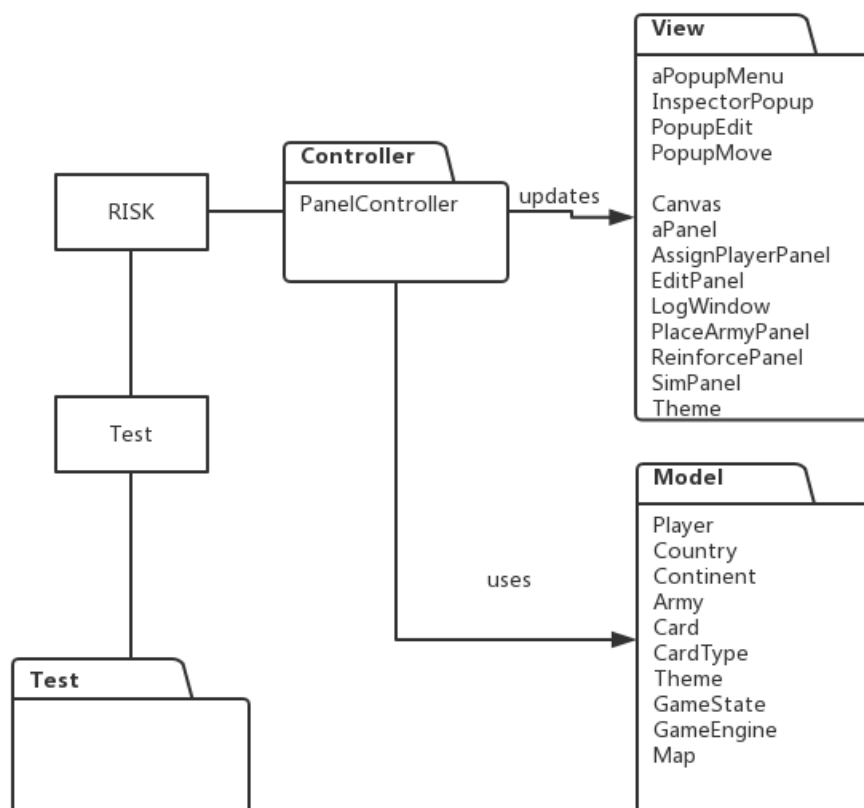 View
aPopupMenu
InspectorPopup
PopupEdit
PopupMove
Canvas
aPanel
AssignPlayerPanel
EditPanel
LogWindow
PlaceArmyPanel
ReinforcePanel
SimPanel
Theme
Controller
PanelController
updates
RISK
Test
uses
Model
Player
Country
Continent
Army
Card
CardType
Theme
GameState
GameEngine
Map
Test